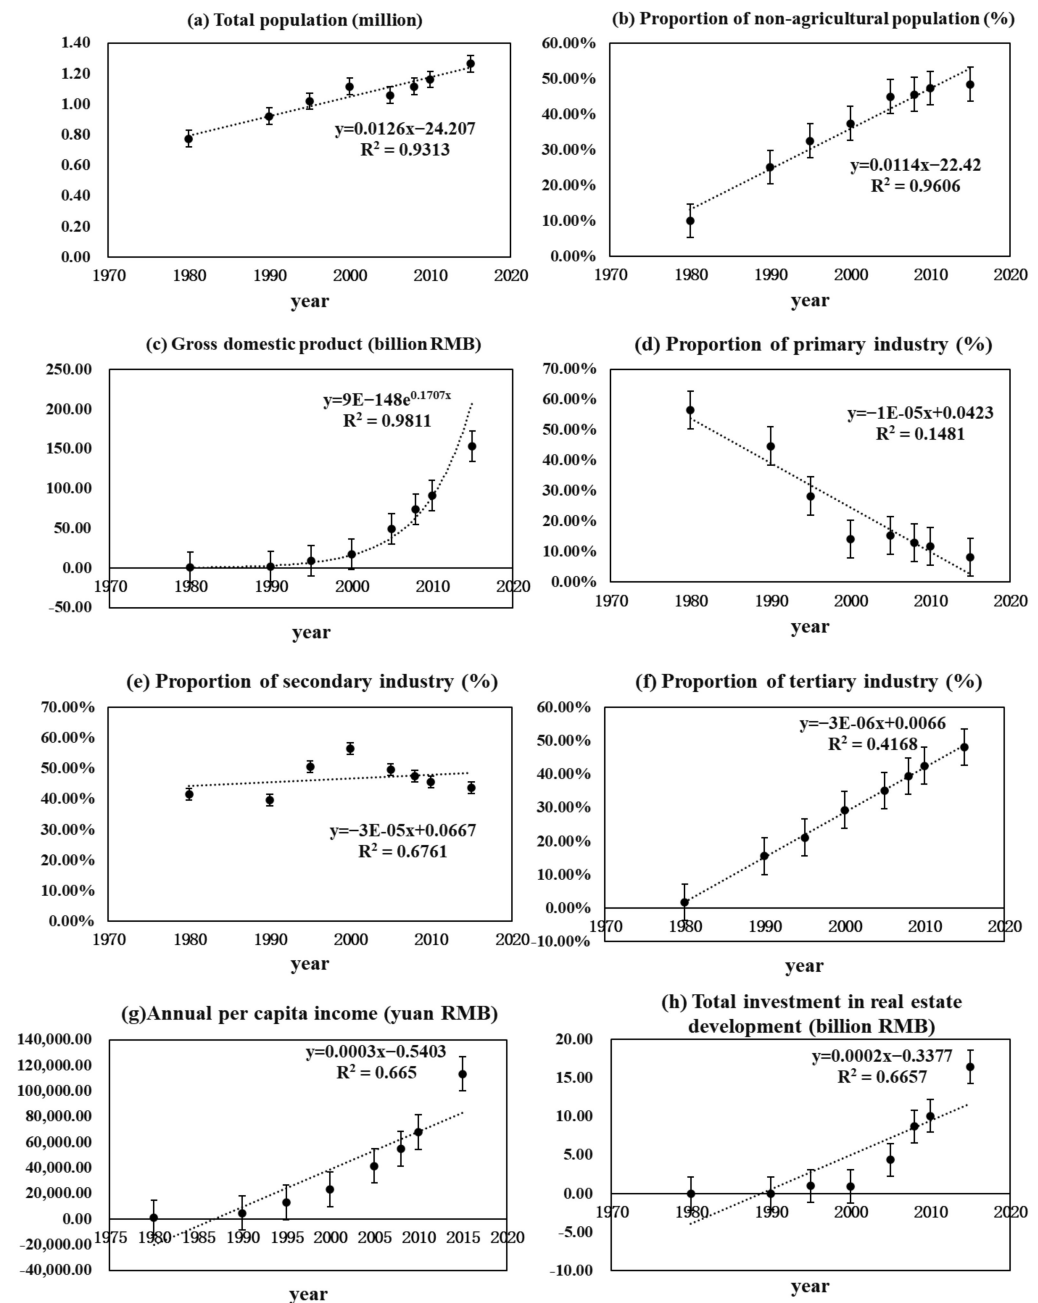 (a) Total population (million)
1.40
1.20
1.00
0.80
0.60
0.40
0.20
0.00
y=0.0126x−24.207
R² = 0.9313
1970 1980 1990 2000 2010 2020
year
(b) Proportion of non-agricultural population (%)
60.00%
50.00%
40.00%
30.00%
20.00%
10.00%
0.00%
y=0.0114x−22.42
R² = 0.9606
1970 1980 1990 2000 2010 2020
year
(c) Gross domestic product (billion RMB)
250.00
200.00
150.00
100.00
50.00
0.00
-50.00
y=9E−148e^0.1707x
R² = 0.9811
1970 1980 1990 2000 2010 2020
year
(d) Proportion of primary industry (%)
70.00%
60.00%
50.00%
40.00%
30.00%
20.00%
10.00%
0.00%
y=−1E-05x+0.0423
R² = 0.1481
1970 1980 1990 2000 2010 2020
year
(e) Proportion of secondary industry (%)
70.00%
60.00%
50.00%
40.00%
30.00%
20.00%
10.00%
0.00%
y=−3E-05x+0.0667
R² = 0.6761
1970 1980 1990 2000 2010 2020
year
(f) Proportion of tertiary industry (%)
60.00%
50.00%
40.00%
30.00%
20.00%
10.00%
0.00%
-10.00%
y=−3E-06x+0.0066
R² = 0.4168
1970 1980 1990 2000 2010 2020
year
(g)Annual per capita income (yuan RMB)
140,000.00
120,000.00
100,000.00
80,000.00
60,000.00
40,000.00
20,000.00
0.00
-20,000.00
-40,000.00
y=0.0003x−0.5403
R² = 0.665
1975 1980 1985 1990 1995 2000 2005 2010 2015 2020
year
(h) Total investment in real estate
development (billion RMB)
20.00
15.00
10.00
5.00
0.00
-5.00
-10.00
y=0.0002x−0.3377
R² = 0.6657
1970 1980 1990 2000 2010 2020
year